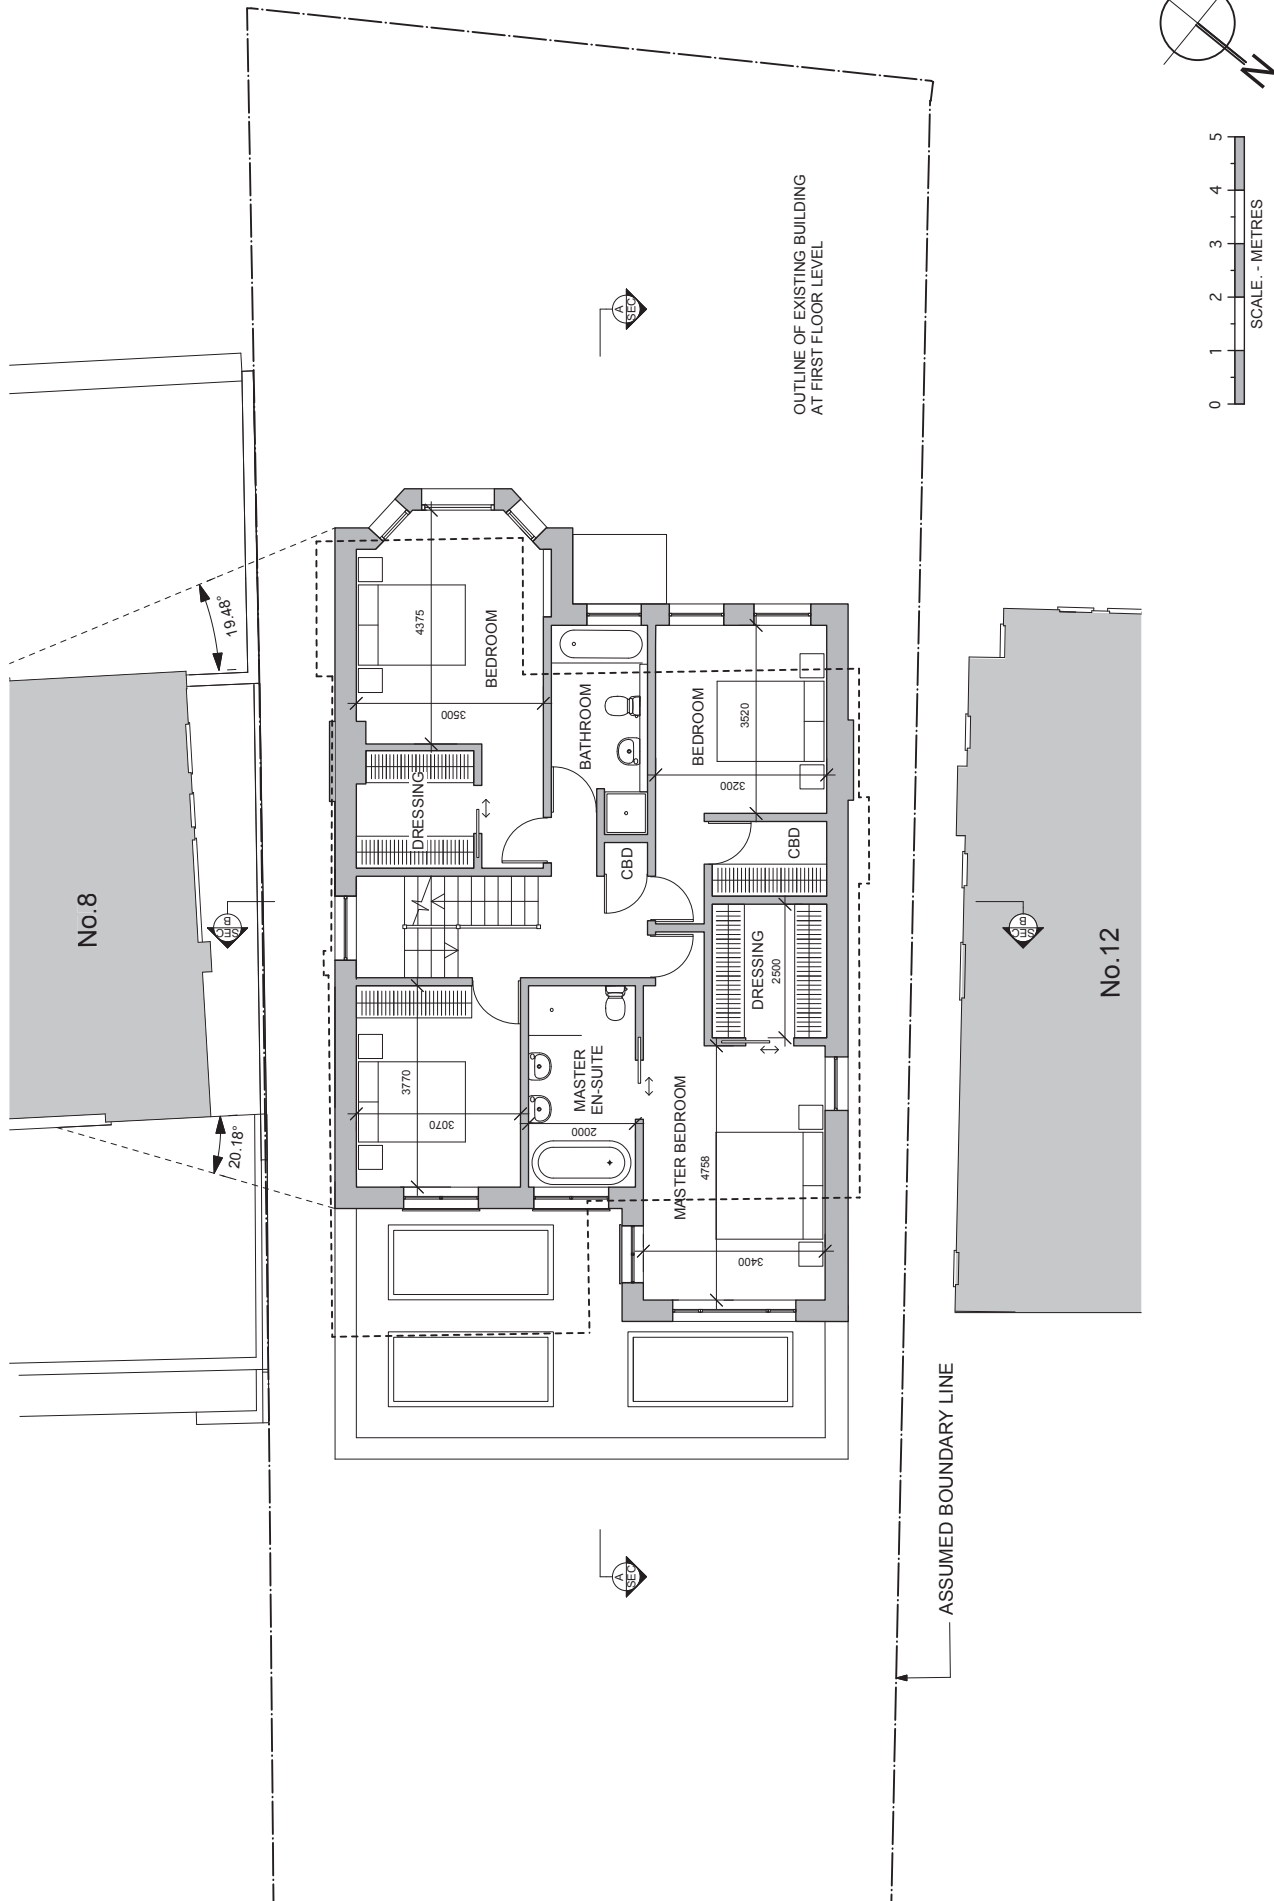 N
5
4
3
2
1
0
SCALE. - METRES
OUTLINE OF EXISTING BUILDING
AT FIRST FLOOR LEVEL
A
SEC
19.48°
No.8
SEC
B
20.18°
4375
BEDROOM
3500
DRESSING
BATHROOM
BEDROOM
3520
3200
CBD
CBD
DRESSING
2500
3770
3070
MASTER
EN-SUITE
2000
MASTER BEDROOM
4758
3400
SEC
B
No.12
A
SEC
ASSUMED BOUNDARY LINE